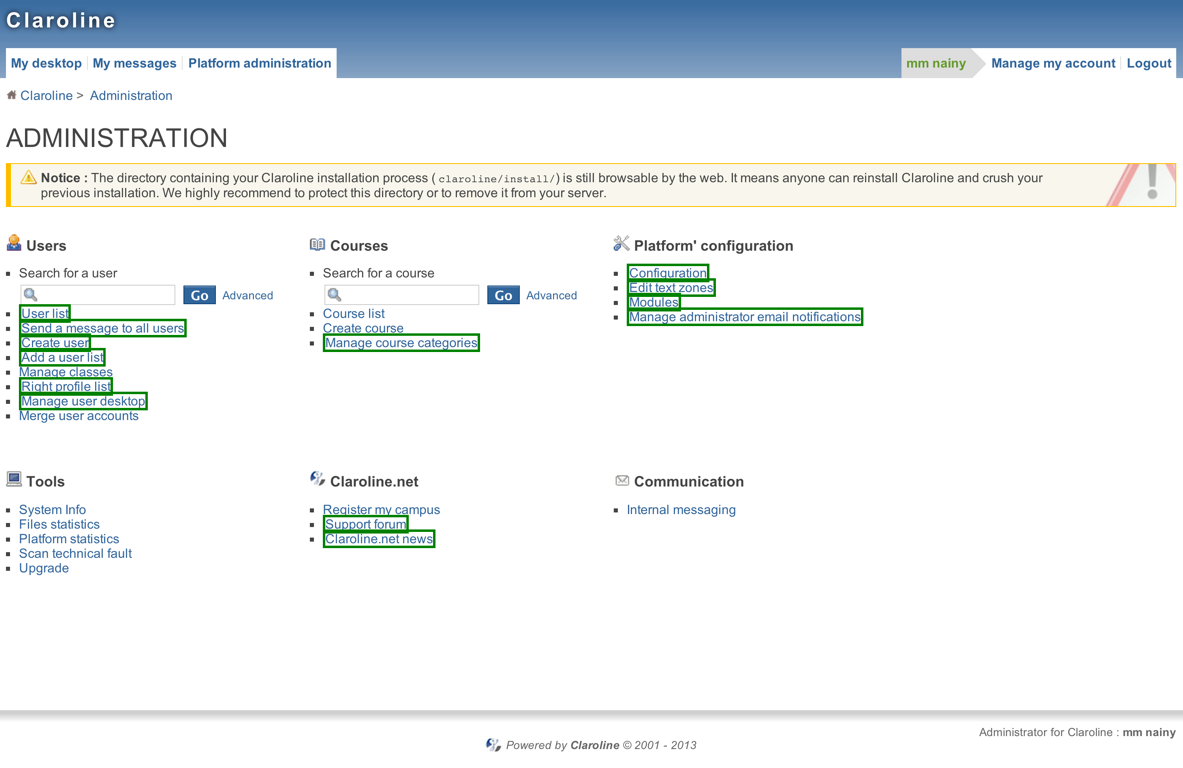 Claroline
My desktop My messages Platform administration
mm nainy Manage my account Logout
Claroline > Administration
ADMINISTRATION
Notice : The directory containing your Claroline installation process ( claroline/install/ ) is still browsable by the web. It means anyone can reinstall Claroline and crush your
previous installation. We highly recommend to protect this directory or to remove it from your server.
Users
Search for a user
Go Advanced
User list
Send a message to all users
Create user
Add a user list
Manage classes
Right profile list
Manage user desktop
Merge user accounts
Courses
Search for a course
Go Advanced
Course list
Create course
Manage course categories
Platform' configuration
Configuration
Edit text zones
Modules
Manage administrator email notifications
Tools
System Info
Files statistics
Platform statistics
Scan technical fault
Upgrade
Claroline.net
Register my campus
Support forum
Claroline.net news
Communication
Internal messaging
Administrator for Claroline : mm nainy
Powered by Claroline © 2001 - 2013